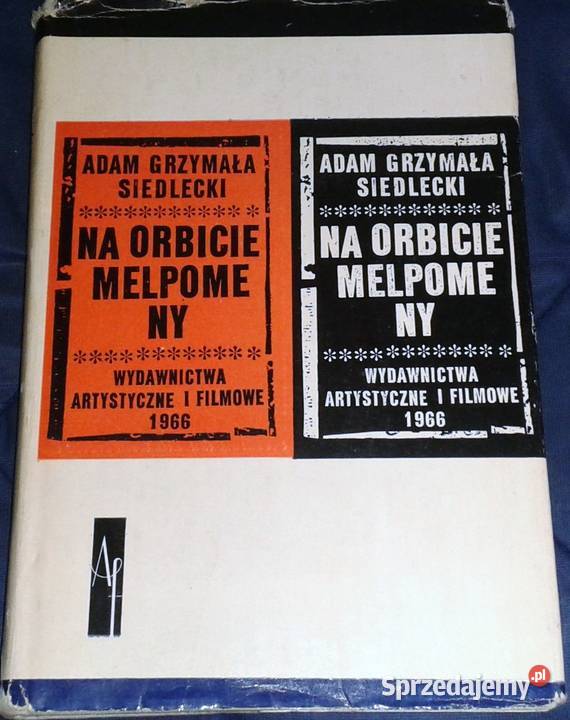 ADAM GRZYMAŁA
SIEDLECKI
*************
NA ORBICIE
MELPOME
NY
*************
WYDAWNICTWA
ARTYSTYCZNE I FILMOWE
1966
ADAM GRZYMAŁA
SIEDLECKI
*************
NA ORBICIE
MELPOME
NY
*************
WYDAWNICTWA
ARTYSTYCZNE I FILMOWE
1966
Af
Sprzedajemy.pl